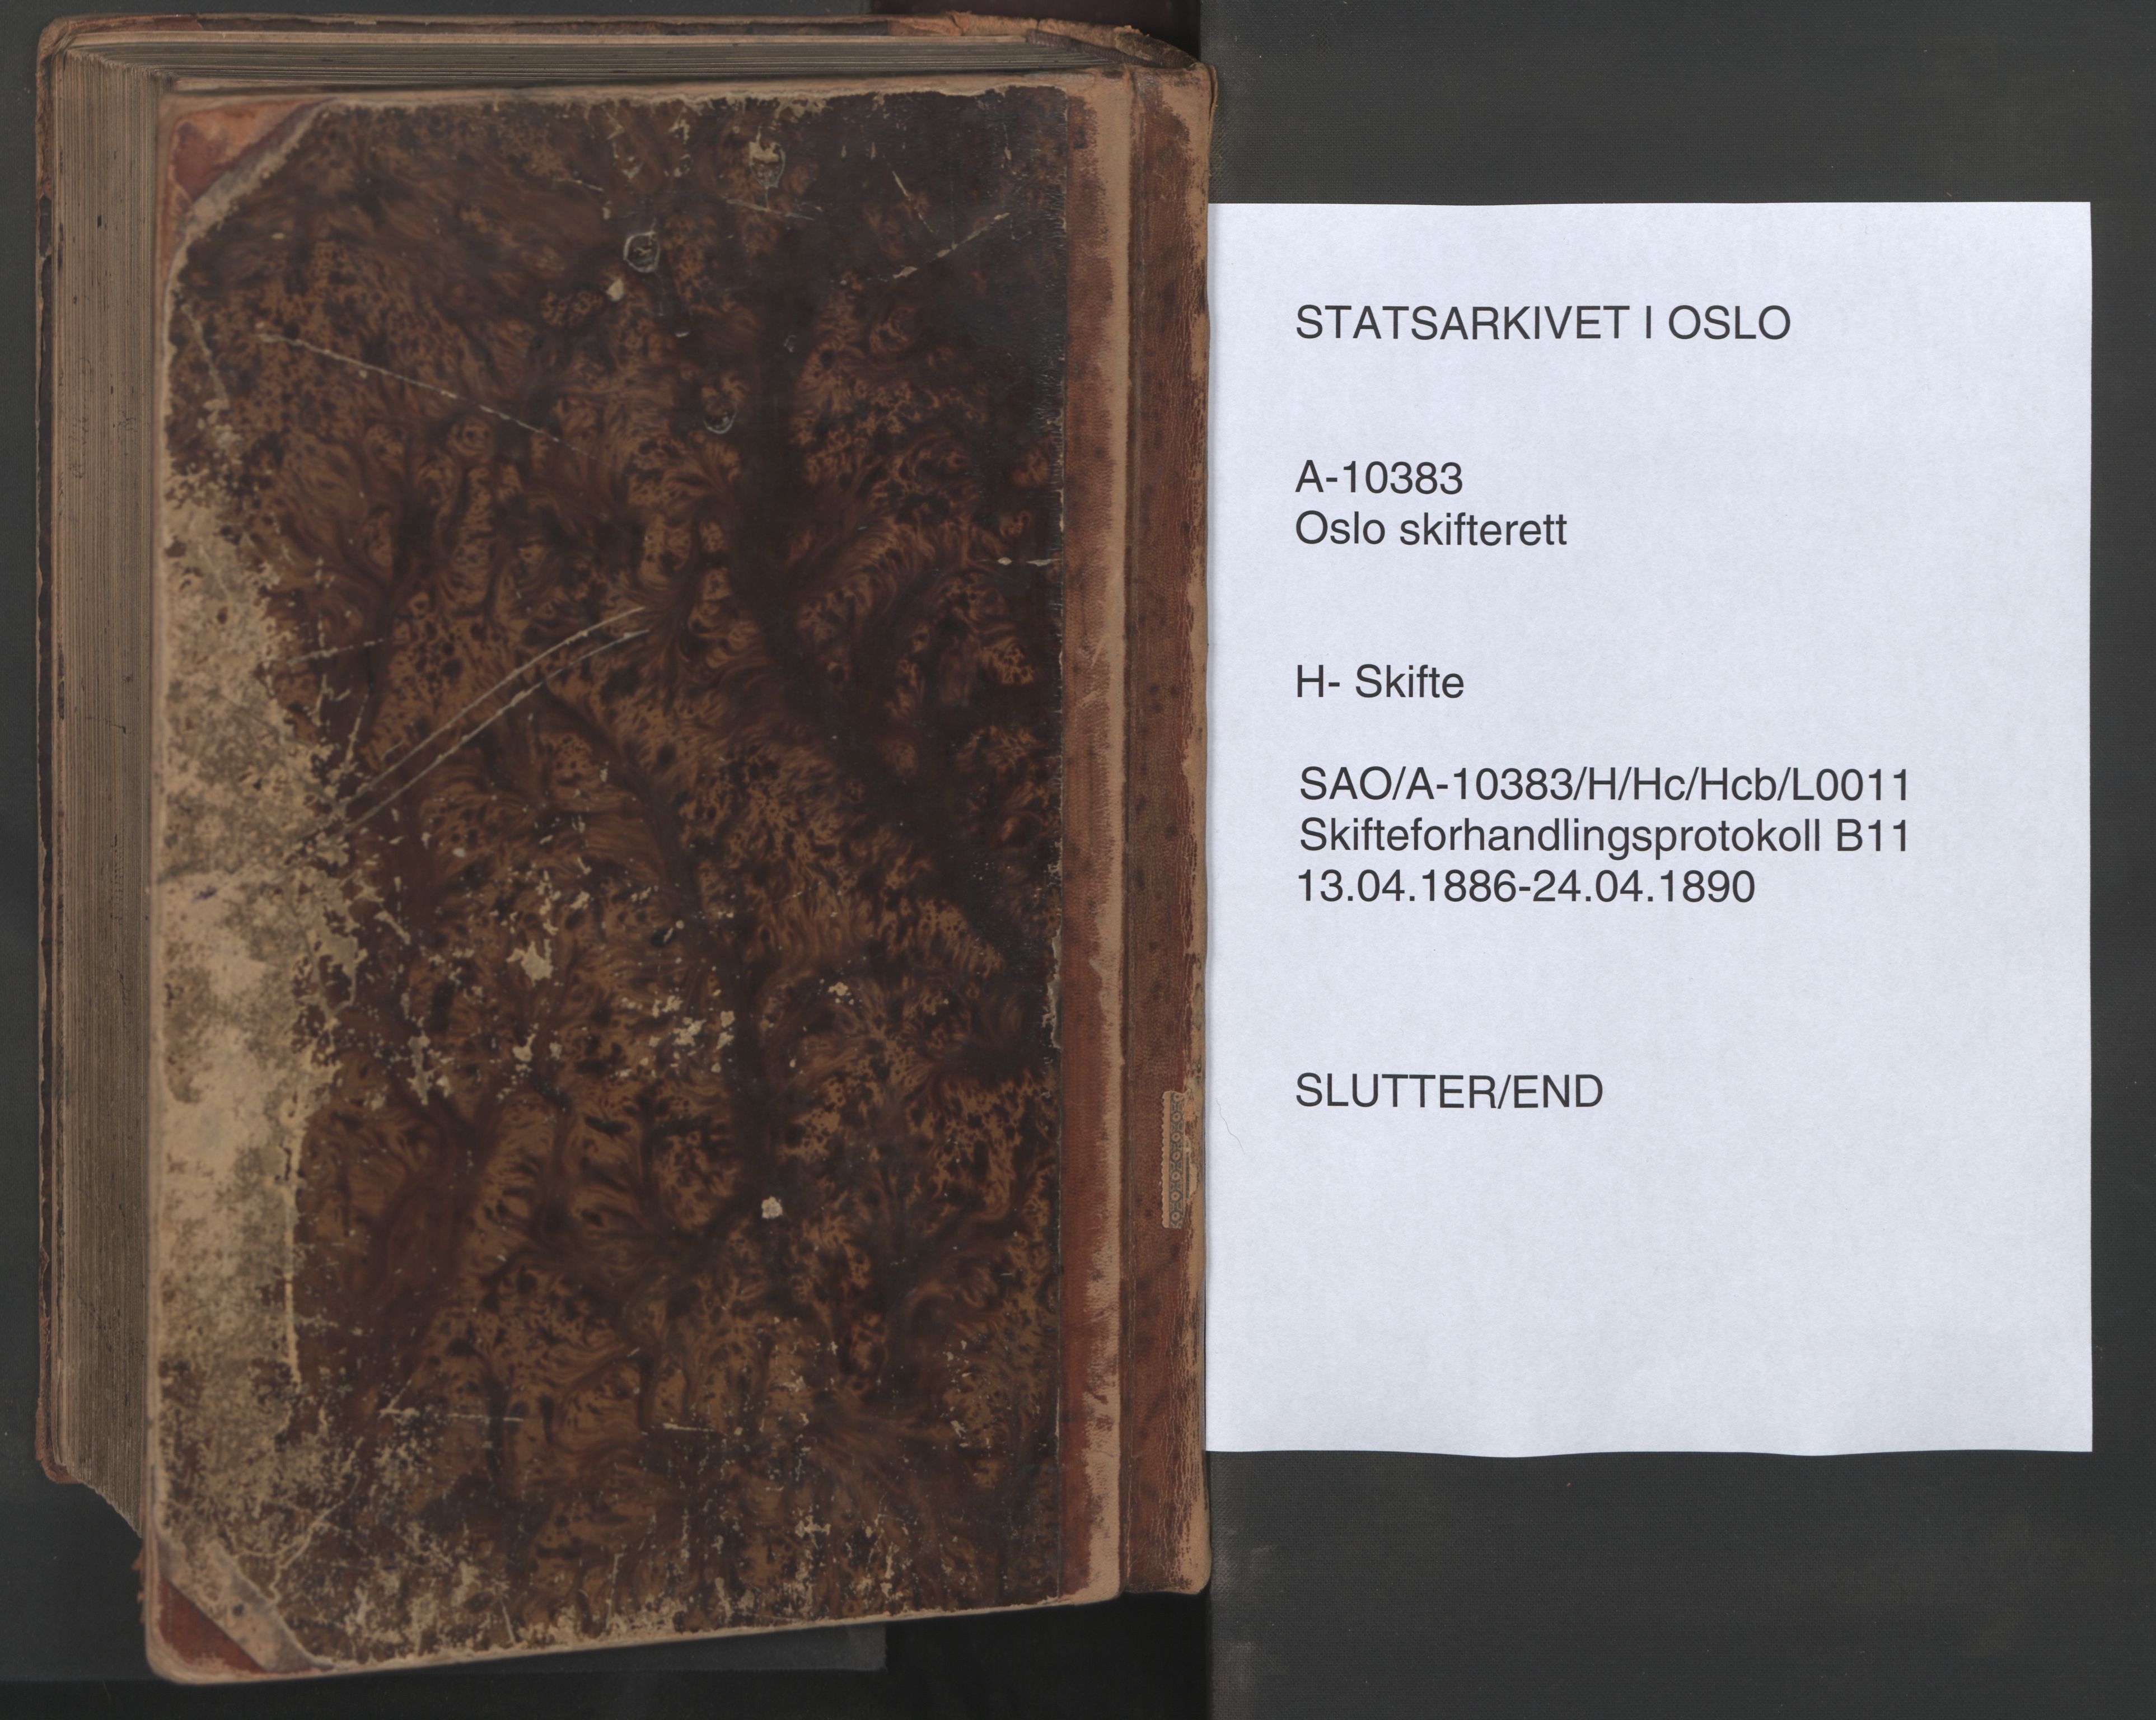 STATSARKIVET I OSLO
A-10383
Oslo skifterett
H- Skifte
SAO/A-10383/H/Hc/Hcb/L0011
Skifteforhandlingsprotokoll B11
13.04.1886-24.04.1890
SLUTTER/END